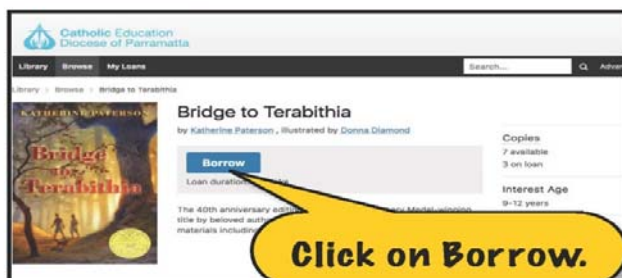 Catholic Education
Diocese of Parramatta
Library Browse My Loans Search...
Library > Browse > Bridge to Terabithia
KATHERINE PATERSON
Bridge
to
Terabithia
Bridge to Terabithia
by Katherine Paterson , Illustrated by Donna Diamond
Borrow
Loan duration
The 40th anniversary Medal-winning
title by beloved
materials including
Copies
7 available
3 on loan
Interest Age
9-12 years
Click on Borrow.